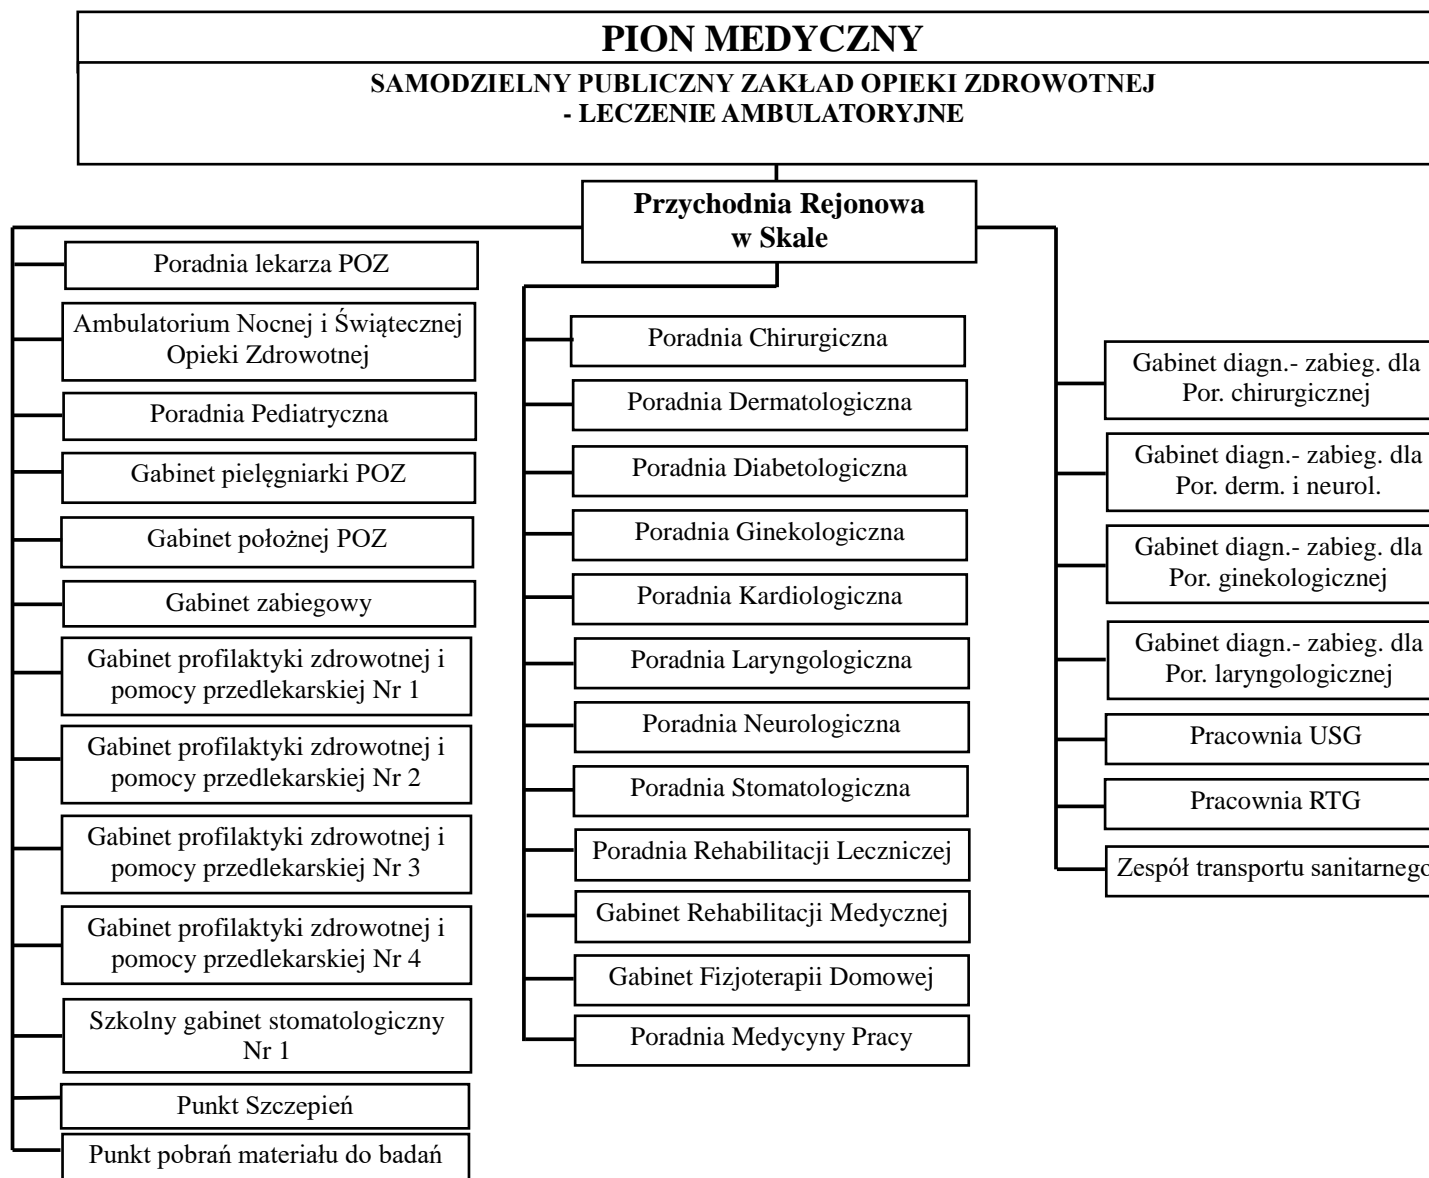 PION MEDYCZNY
SAMODZIELNY PUBLICZNY ZAKŁAD OPIEKI ZDROWOTNEJ
- LECZENIE AMBULATORYJNE
Przychodnia Rejonowa
w Skale
Poradnia lekarza POZ
Ambulatorium Nocnej i Świątecznej
Opieki Zdrowotnej
Poradnia Pediatryczna
Gabinet pielęgniarki POZ
Gabinet położnej POZ
Gabinet zabiegowy
Gabinet profilaktyki zdrowotnej i
pomocy przedlekarskiej Nr 1
Gabinet profilaktyki zdrowotnej i
pomocy przedlekarskiej Nr 2
Gabinet profilaktyki zdrowotnej i
pomocy przedlekarskiej Nr 3
Gabinet profilaktyki zdrowotnej i
pomocy przedlekarskiej Nr 4
Szkolny gabinet stomatologiczny
Nr 1
Punkt Szczepień
Punkt pobrań materiału do badań
Poradnia Chirurgiczna
Poradnia Dermatologiczna
Poradnia Diabetologiczna
Poradnia Ginekologiczna
Poradnia Kardiologiczna
Poradnia Laryngologiczna
Poradnia Neurologiczna
Poradnia Stomatologiczna
Poradnia Rehabilitacji Leczniczej
Gabinet Rehabilitacji Medycznej
Gabinet Fizjoterapii Domowej
Poradnia Medycyny Pracy
Gabinet diagn.- zabieg. dla
Por. chirurgicznej
Gabinet diagn.- zabieg. dla
Por. derm. i neurol.
Gabinet diagn.- zabieg. dla
Por. ginekologicznej
Gabinet diagn.- zabieg. dla
Por. laryngologicznej
Pracownia USG
Pracownia RTG
Zespół transportu sanitarnego